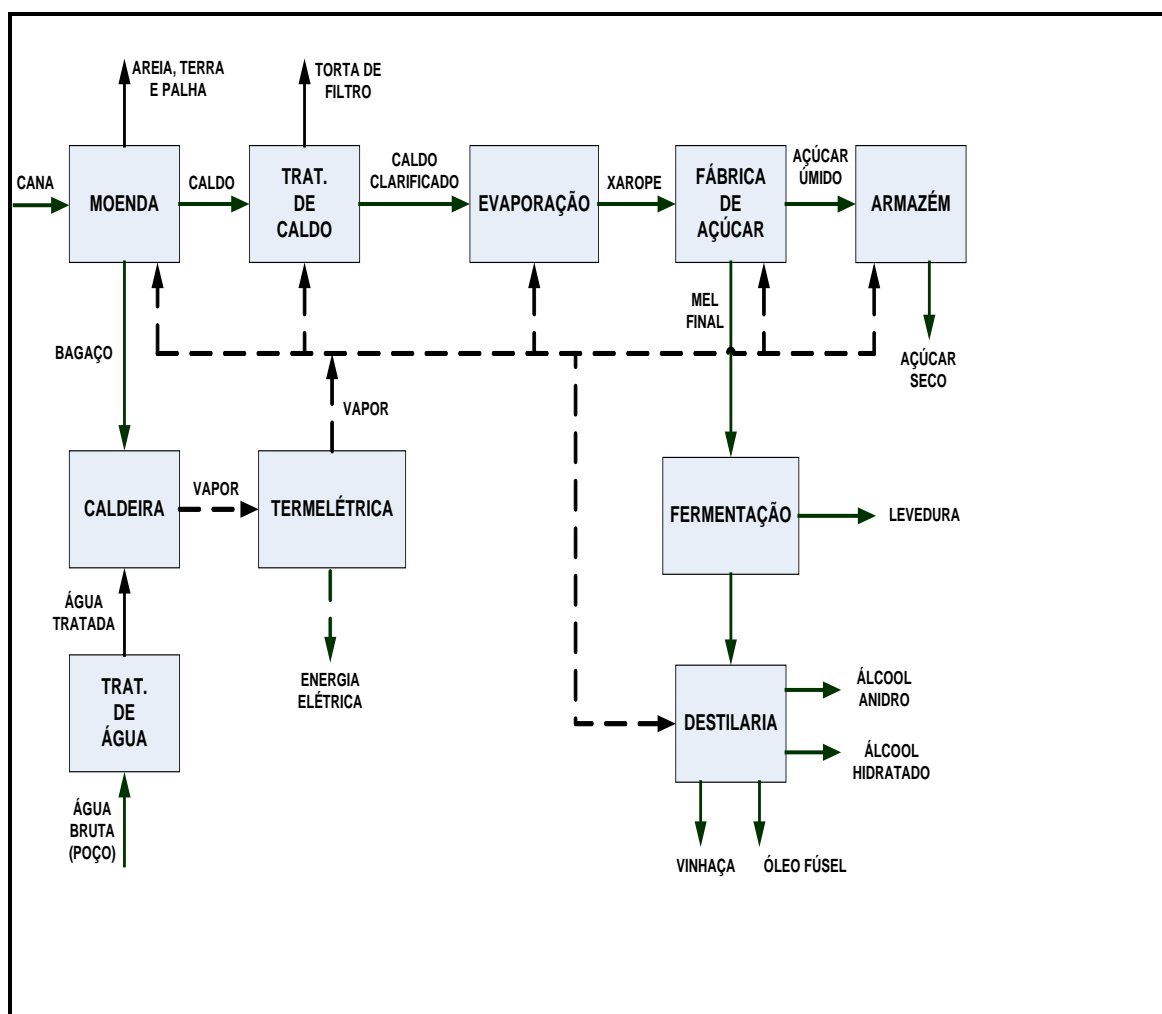 AREIA, TERRA
E PALHA
TORTA DE
FILTRO
CANA
MOENDA
CALDO
TRAT.
DE
CALDO
CALDO
CLARIFICADO
EVAPORAÇÃO
XAROPE
FÁBRICA
DE
AÇÚCAR
AÇÚCAR
ÚMIDO
ARMAZÉM
BAGAÇO
MEL
FINAL
AÇÚCAR
SECO
VAPOR
CALDEIRA
VAPOR
TERMELÉTRICA
FERMENTAÇÃO
LEVEDURA
ÁGUA
TRATADA
TRAT.
DE
ÁGUA
ENERGIA
ELÉTRICA
DESTILARIA
ÁLCOOL
ANIDRO
ÁLCOOL
HIDRATADO
ÁGUA
BRUTA
(POÇO)
VINHAÇA
ÓLEO FÚSEL